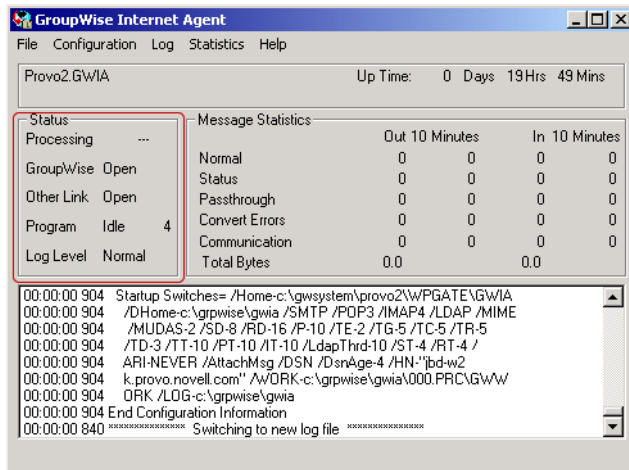 GroupWise Internet Agent
File Configuration Log Statistics Help
Provo2.GWIA Up Time: 0 Days 19 Hrs 49 Mins
Status
Processing ---
GroupWise Open
Other Link Open
Program Idle 4
Log Level Normal
Message Statistics
Out 10 Minutes In 10 Minutes
Normal 0 0 0 0
Status 0 0 0 0
Passthrough 0 0 0 0
Convert Errors 0 0 0 0
Communication 0 0 0 0
Total Bytes 0.0 0.0
00:00:00 904 Startup Switches= /Home-c:\gwsystem\provo2\WPGATE\GWIA
00:00:00 904 /DHome-c:\grpwise\gwia /SMTP /POP3 /IMAP4 /LDAP /MIME
00:00:00 904 /MUDAS-2 /SD-8 /RD-16 /P-10 /TE-2 /TG-5 /TC-5 /TR-5
00:00:00 904 /TD-3 /TT-10 /PT-10 /IT-10 /LdapThrd-10 /ST-4 /RT-4 /
00:00:00 904 ARI-NEVER /AttachMsg /DSN /DsnAge-4 /HN-"jbd-w2
00:00:00 904 k.provo.novell.com" /WORK-c:\grpwise\gwia\000.PRC\GWW
00:00:00 904 ORK /LOG-c:\grpwise\gwia
00:00:00 904 End Configuration Information
00:00:00 840 *************** Switching to new log file ***************